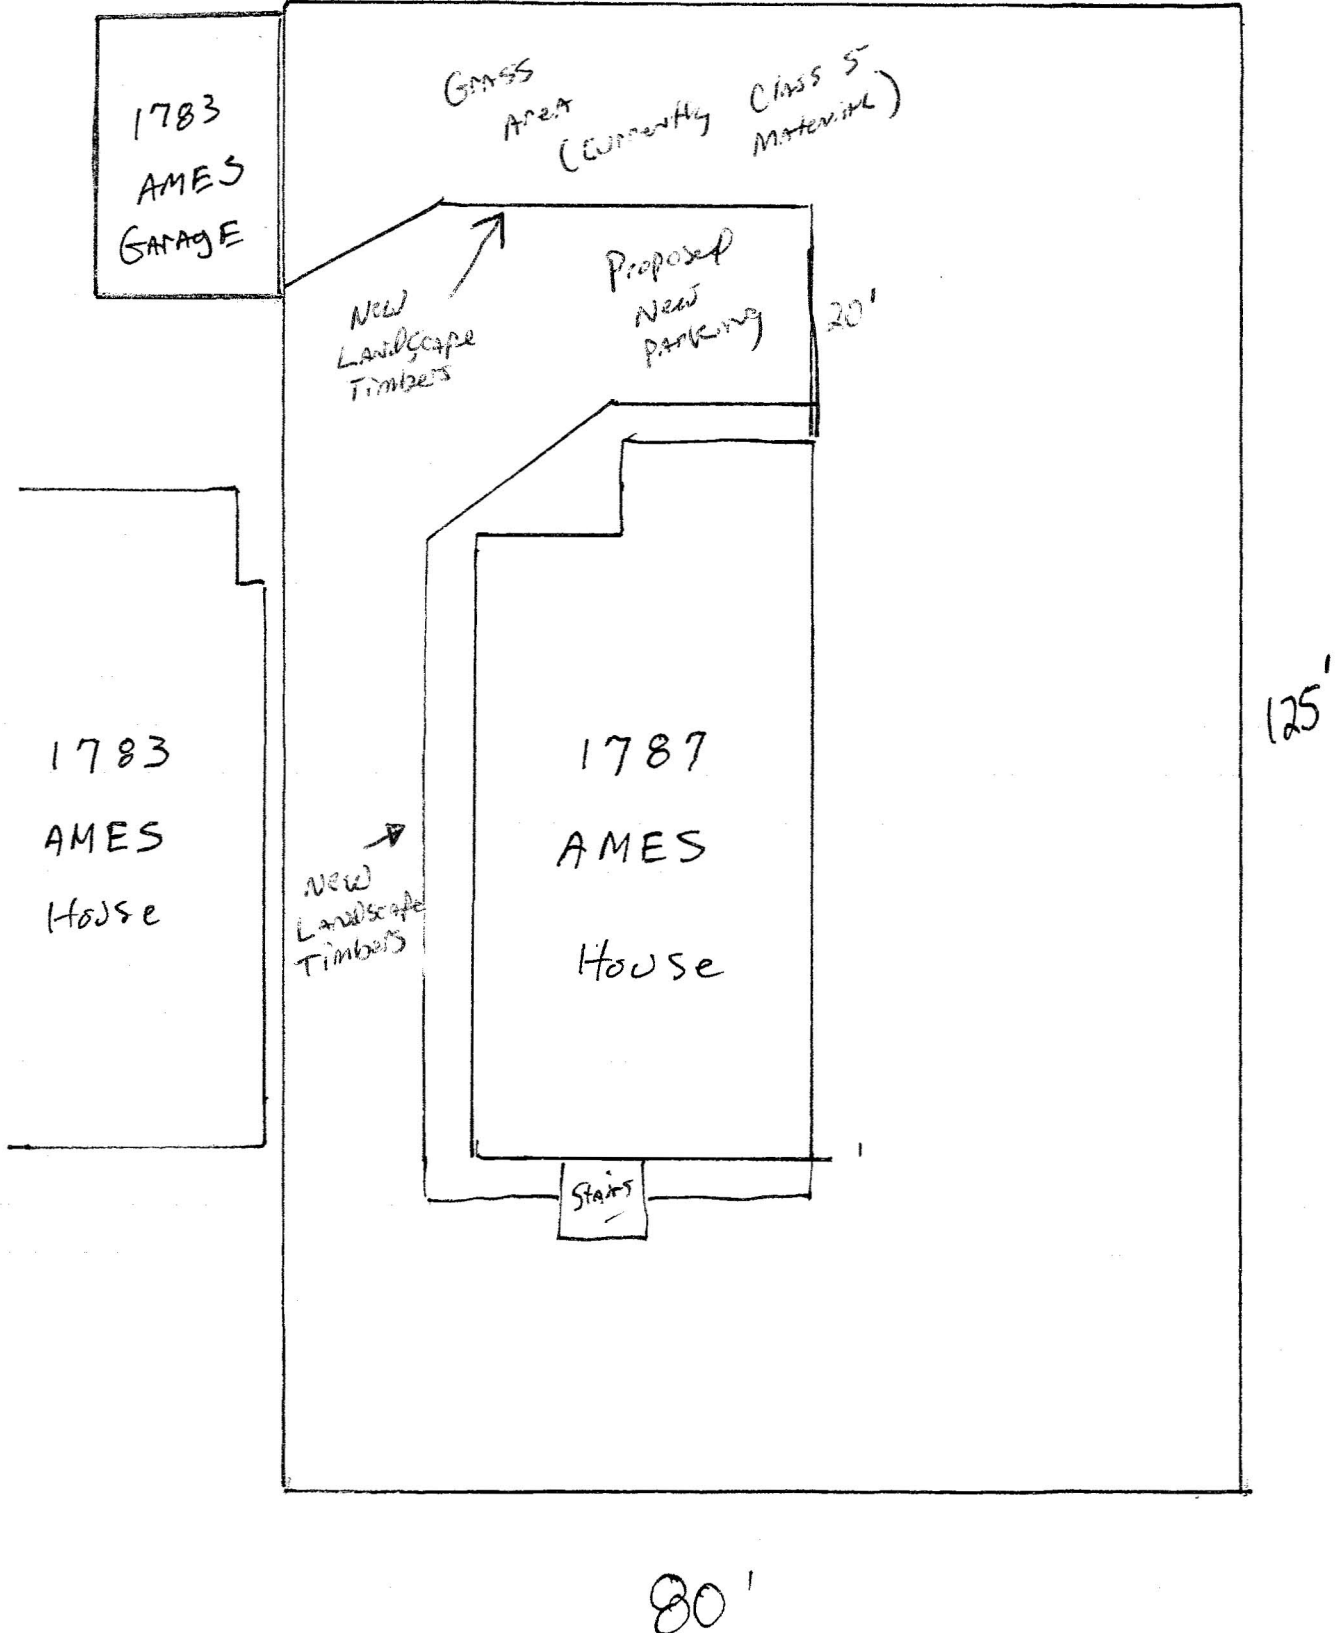 1783
AMES
GArAgE
GrASS
AreA
(Currently Class 5
Material)
New
Landscape
Timbers
Proposed
New
Parking
20'
1783
AMES
House
New
Landscape
Timbers
1787
AMES
House
Stairs
125'
80'